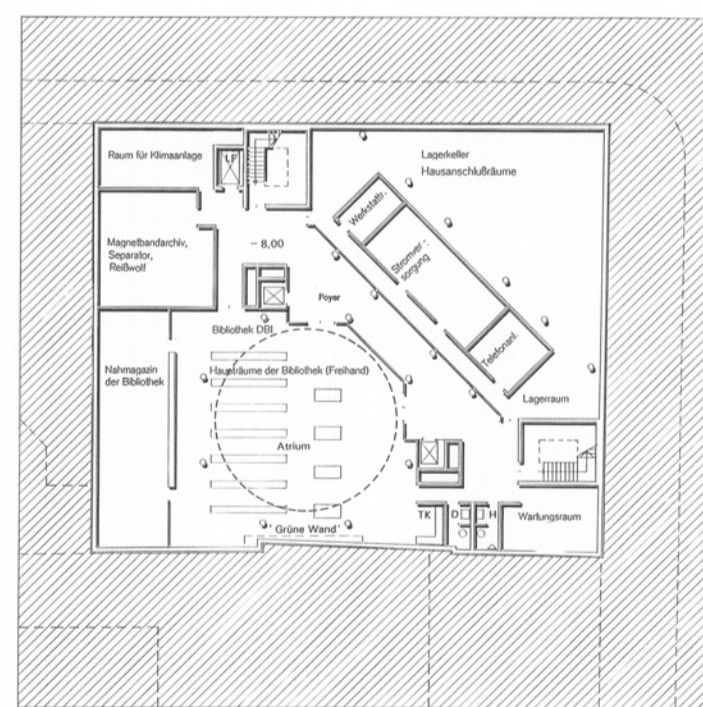 Raum für Klimaanlage
LF
Lagerkeller
Hausanschlußräume
Werkstattr.
Magnetbandarchiv,
Separator,
Reißwolf
– 8,00
Stromver-
sorgung
Foyer
Bibliothek DBI
Telefonanl.
Nahmagazin
der Bibliothek
Haupträume der Bibliothek (Freihand)
Lagerraum
Atrium
TK
D
H
Wartungsraum
"Grüne Wand"